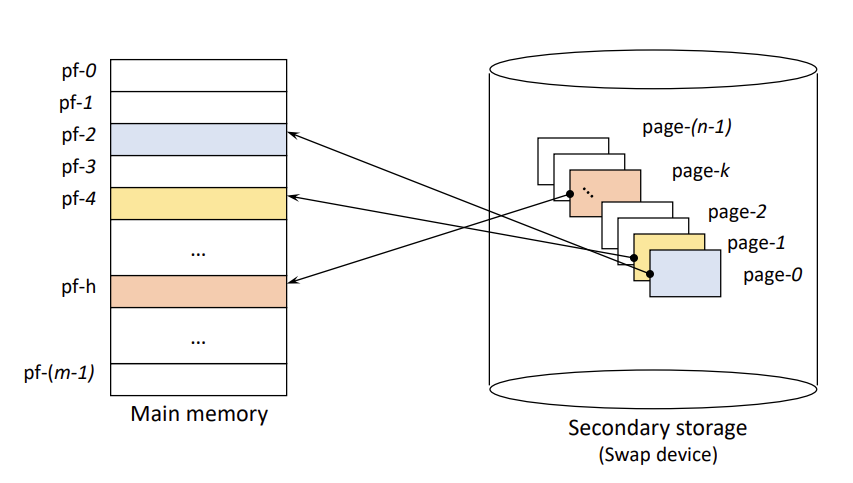 pf-0
pf-1
pf-2
pf-3
pf-4
...
pf-h
...
pf-(m-1)
Main memory
page-(n-1)
page-k
page-2
page-1
page-0
Secondary storage
(Swap device)